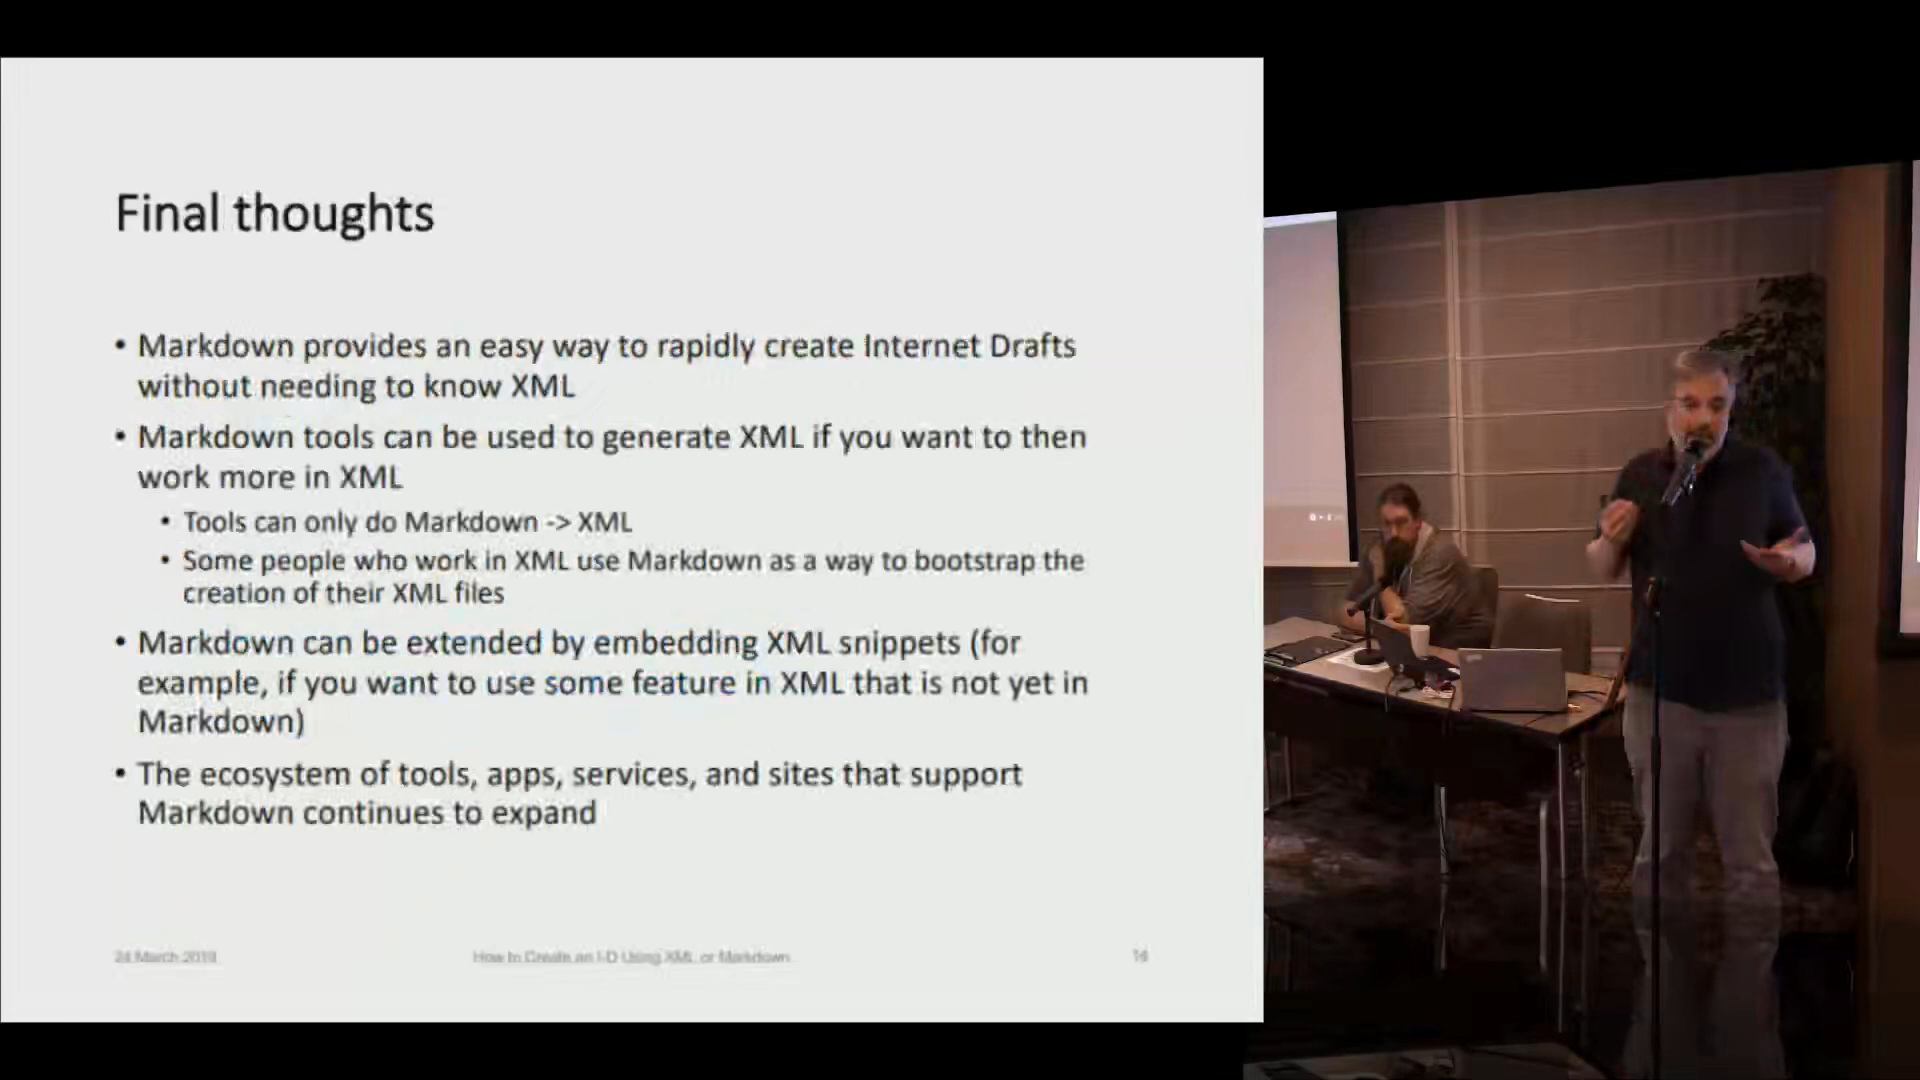 Final thoughts
• Markdown provides an easy way to rapidly create Internet Drafts
without needing to know XML
• Markdown tools can be used to generate XML if you want to then
work more in XML
• Tools can only do Markdown -> XML
• Some people who work in XML use Markdown as a way to bootstrap the
creation of their XML files
• Markdown can be extended by embedding XML snippets (for
example, if you want to use some feature in XML that is not yet in
Markdown)
• The ecosystem of tools, apps, services, and sites that support
Markdown continues to expand
24 March 2019
How to Create an I-D Using XML or Markdown